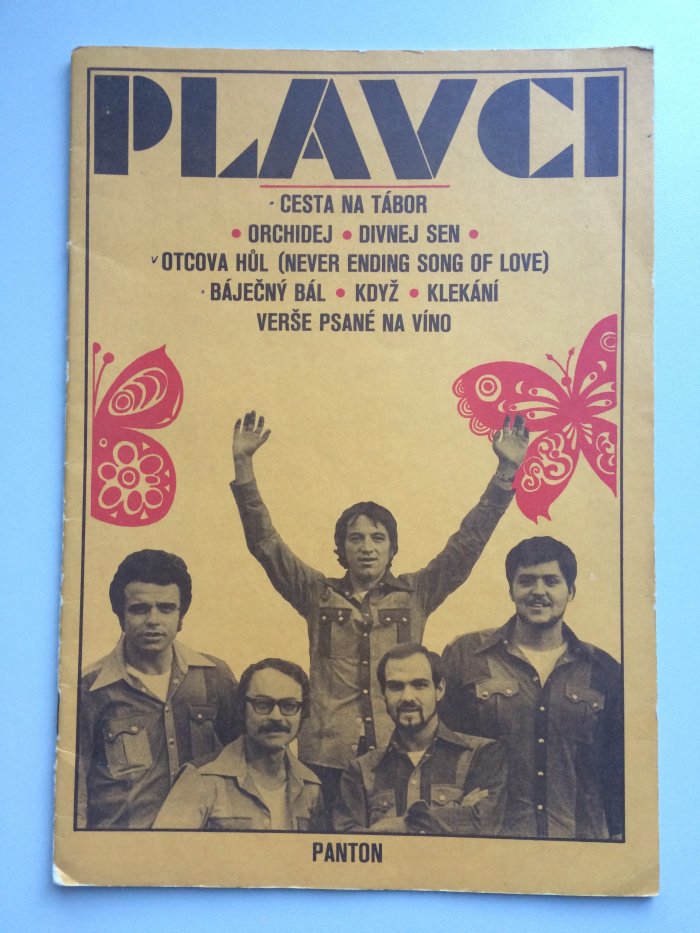 PLAVCI
CESTA NA TÁBOR
• ORCHIDEJ • DIVNEJ SEN •
OTCOVA HŮL (NEVER ENDING SONG OF LOVE)
BÁJEČNÝ BÁL • KDYŽ • KLEKÁNÍ
VERŠE PSANÉ NA VÍNO
PANTON